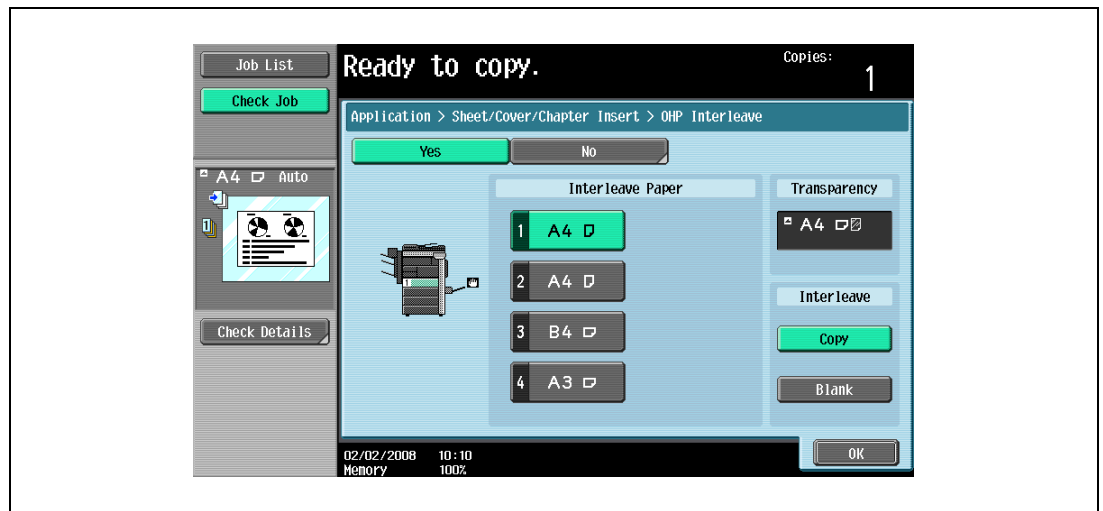 Job List
Check Job
Ready to copy.
Copies:
1
Application > Sheet/Cover/Chapter Insert > OHP Interleave
Yes
No
A4 Auto
1
Interleave Paper
Transparency
1 A4
A4
2 A4
Interleave
3 B4
Copy
4 A3
Blank
1
Check Details
02/02/2008 10:10
Memory 100%
OK